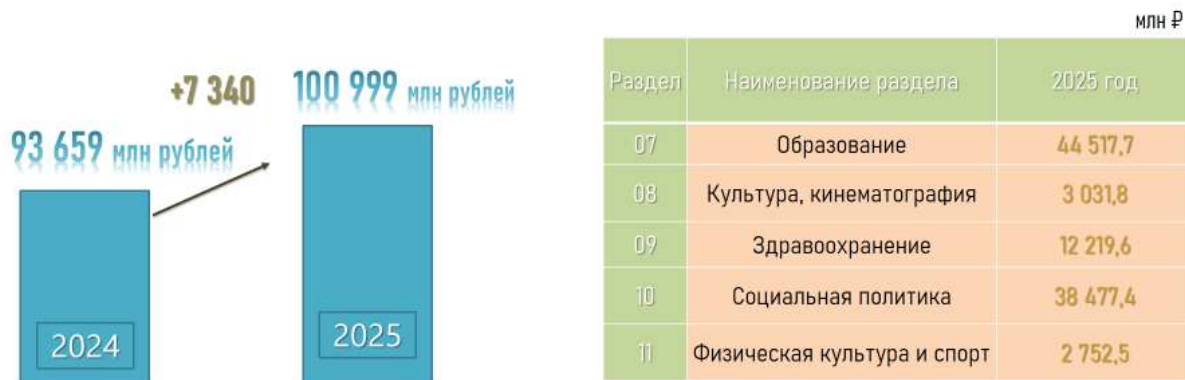 млн ₽
+7 340
100 999 млн рублей
93 659 млн рублей
2024
2025
Раздел Наименование раздела 2025 год
07 Образование 44 517,7
08 Культура, кинематография 3 031,8
09 Здравоохранение 12 219,6
10 Социальная политика 38 477,4
11 Физическая культура и спорт 2 752,5